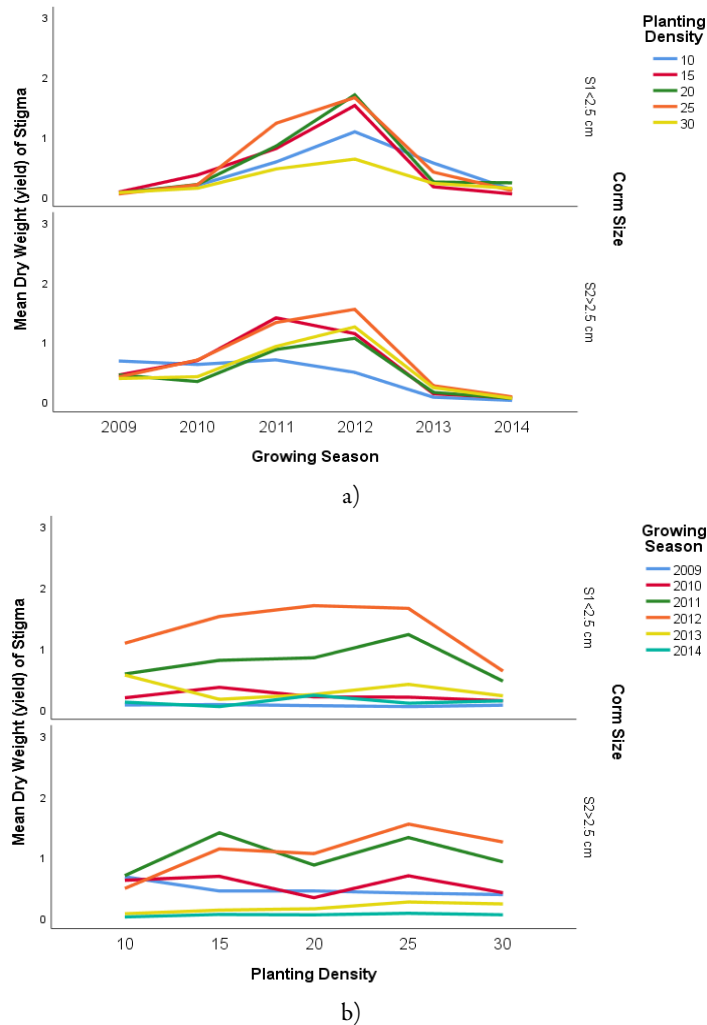 3
2
1
0
3
2
1
0
Mean Dry Weight (yield) of Stigma
S1<2.5 cm
S2>2.5 cm
Corm Size
Planting
Density
10
15
20
25
30
2009 2010 2011 2012 2013 2014
Growing Season
a)
3
2
1
0
3
2
1
0
Mean Dry Weight (yield) of Stigma
S1<2.5 cm
S2>2.5 cm
Corm Size
Growing
Season
2009
2010
2011
2012
2013
2014
10 15 20 25 30
Planting Density
b)